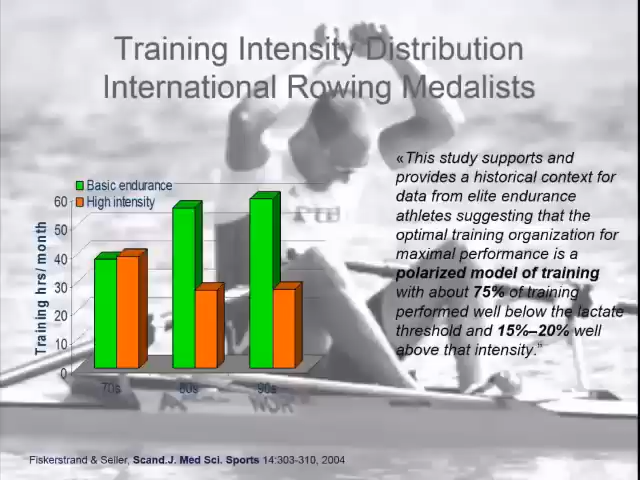 Training Intensity Distribution
International Rowing Medalists
Basic endurance
High intensity
Training hrs/month
60
50
40
30
20
10
0
70s
80s
90s
«This study supports and
provides a historical context for
data from elite endurance
athletes suggesting that the
optimal training organization for
maximal performance is a
polarized model of training
with about 75% of training
performed well below the lactate
threshold and 15%–20% well
above that intensity.”
Fiskerstrand & Seiler, Scand.J. Med Sci. Sports 14:303-310, 2004